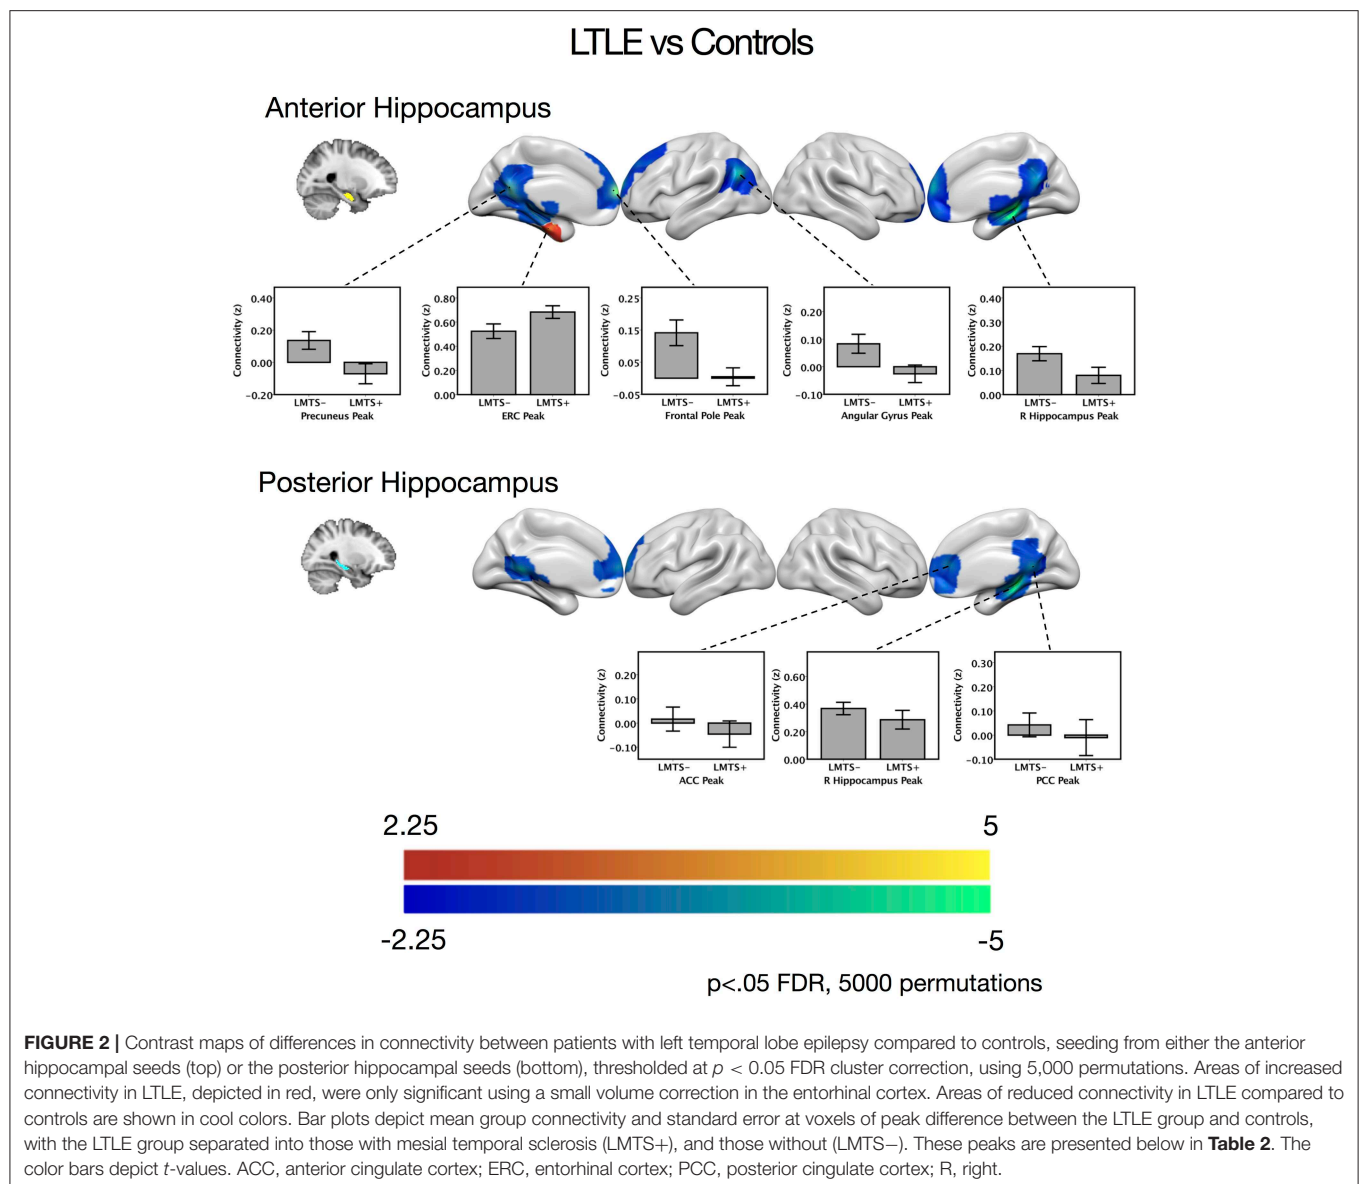 LTLE vs Controls
Anterior Hippocampus
Connectivity (z)
0.40
0.20
0.00
−0.20
LMTS− LMTS+
Precuneus Peak
Connectivity (z)
0.80
0.60
0.40
0.20
0.00
LMTS− LMTS+
ERC Peak
Connectivity (z)
0.25
0.15
0.05
−0.05
LMTS− LMTS+
Frontal Pole Peak
Connectivity (z)
0.20
0.10
0.00
−0.10
LMTS− LMTS+
Angular Gyrus Peak
Connectivity (z)
0.40
0.30
0.20
0.10
0.00
LMTS− LMTS+
R Hippocampus Peak
Posterior Hippocampus
Connectivity (z)
0.20
0.10
0.00
−0.10
LMTS− LMTS+
ACC Peak
Connectivity (z)
0.60
0.40
0.20
0.00
LMTS− LMTS+
R Hippocampus Peak
Connectivity (z)
0.30
0.20
0.10
0.00
−0.10
LMTS− LMTS+
PCC Peak
2.25 5
-2.25 -5
p<.05 FDR, 5000 permutations
FIGURE 2 | Contrast maps of differences in connectivity between patients with left temporal lobe epilepsy compared to controls, seeding from either the anterior
hippocampal seeds (top) or the posterior hippocampal seeds (bottom), thresholded at p < 0.05 FDR cluster correction, using 5,000 permutations. Areas of increased
connectivity in LTLE, depicted in red, were only significant using a small volume correction in the entorhinal cortex. Areas of reduced connectivity in LTLE compared to
controls are shown in cool colors. Bar plots depict mean group connectivity and standard error at voxels of peak difference between the LTLE group and controls,
with the LTLE group separated into those with mesial temporal sclerosis (LMTS+), and those without (LMTS−). These peaks are presented below in Table 2. The
color bars depict t-values. ACC, anterior cingulate cortex; ERC, entorhinal cortex; PCC, posterior cingulate cortex; R, right.